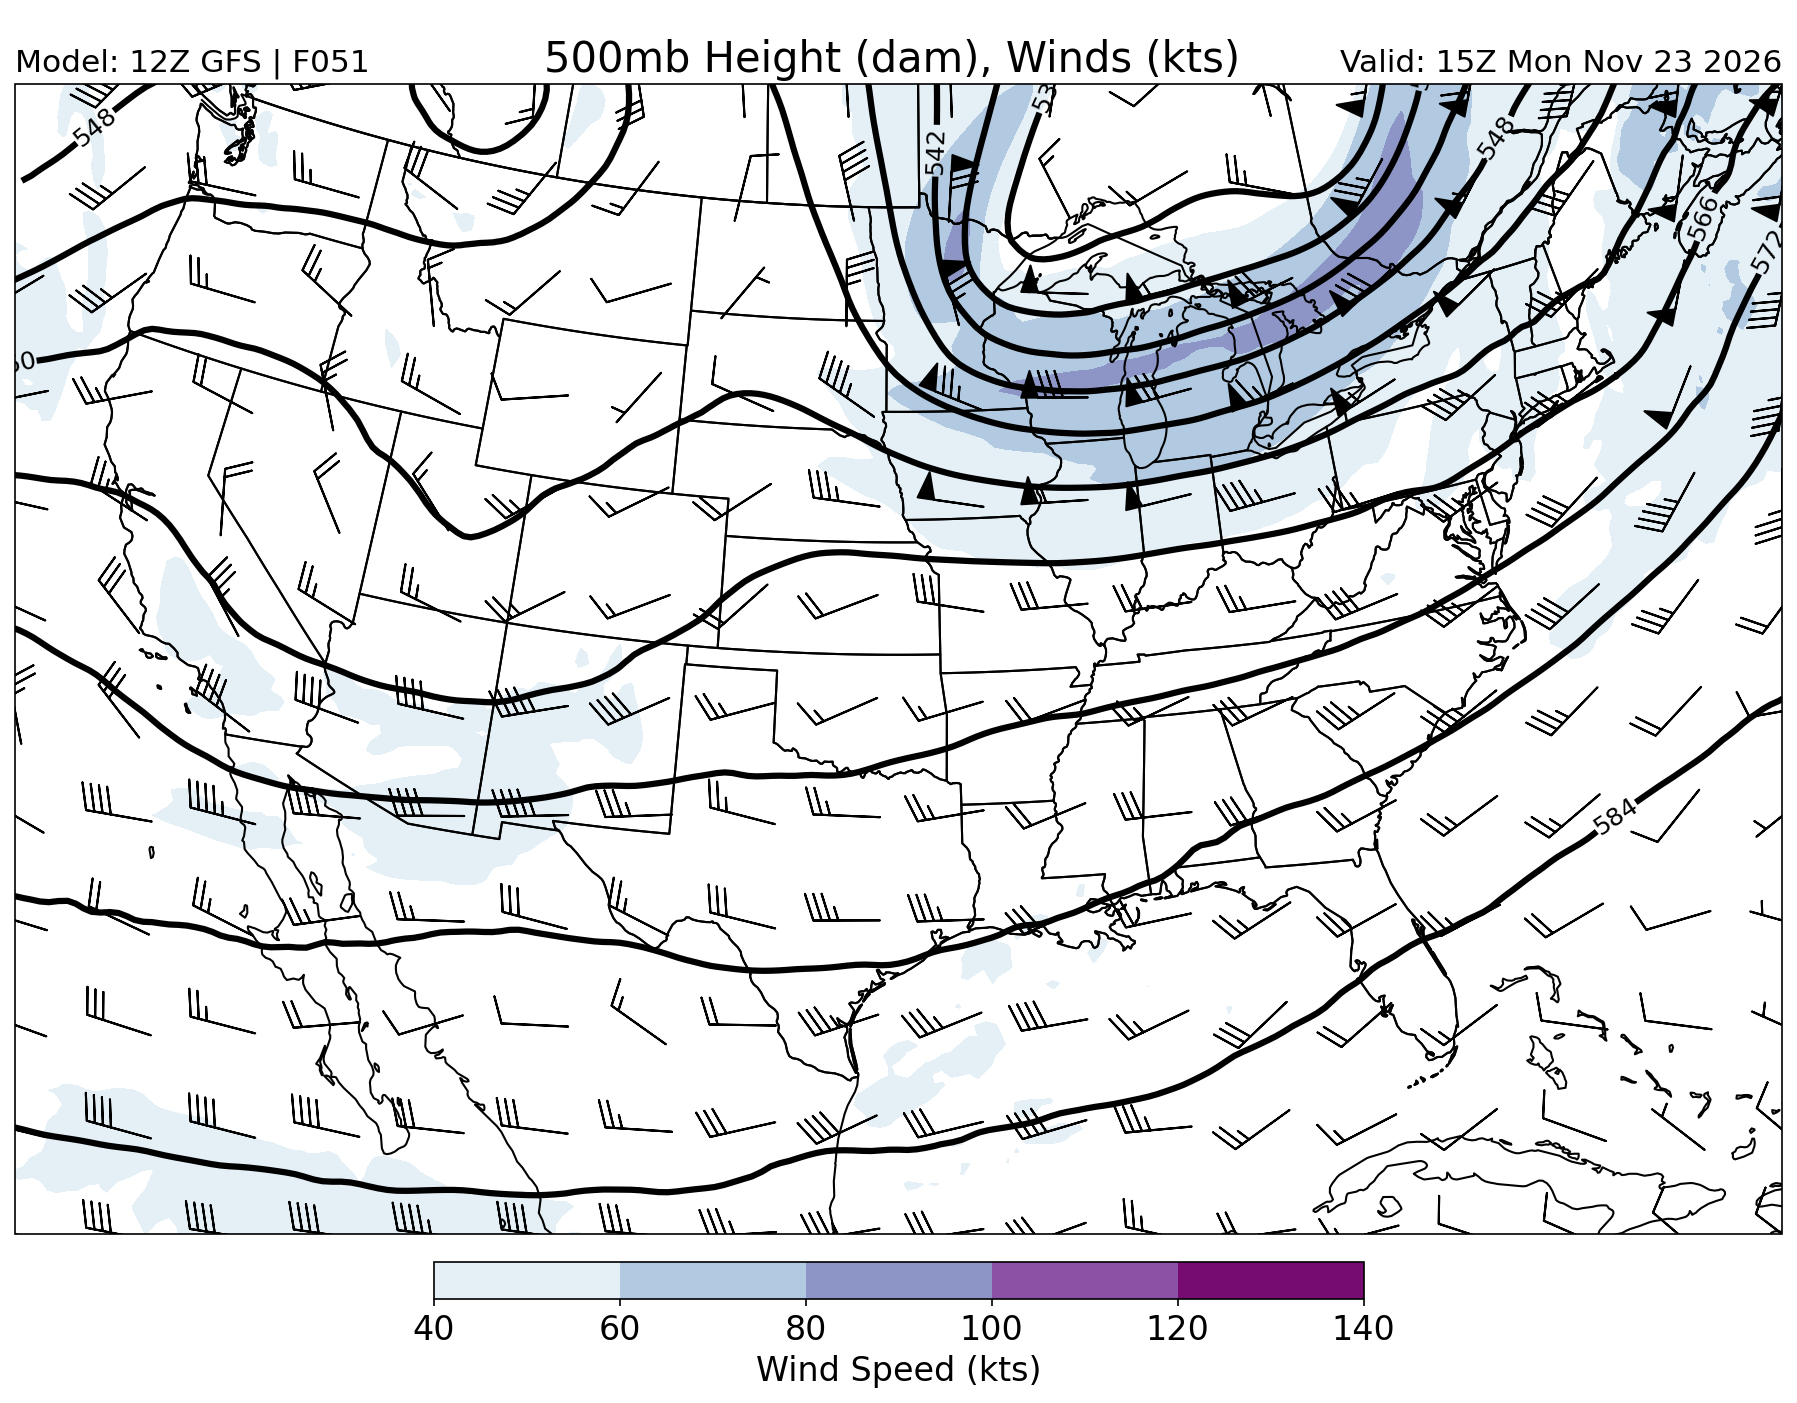 Model: 12Z GFS | F051
500mb Height (dam), Winds (kts)
Valid: 15Z Mon Nov 23 2026
548
542
548
566
572
584
40 60 80 100 120 140
Wind Speed (kts)